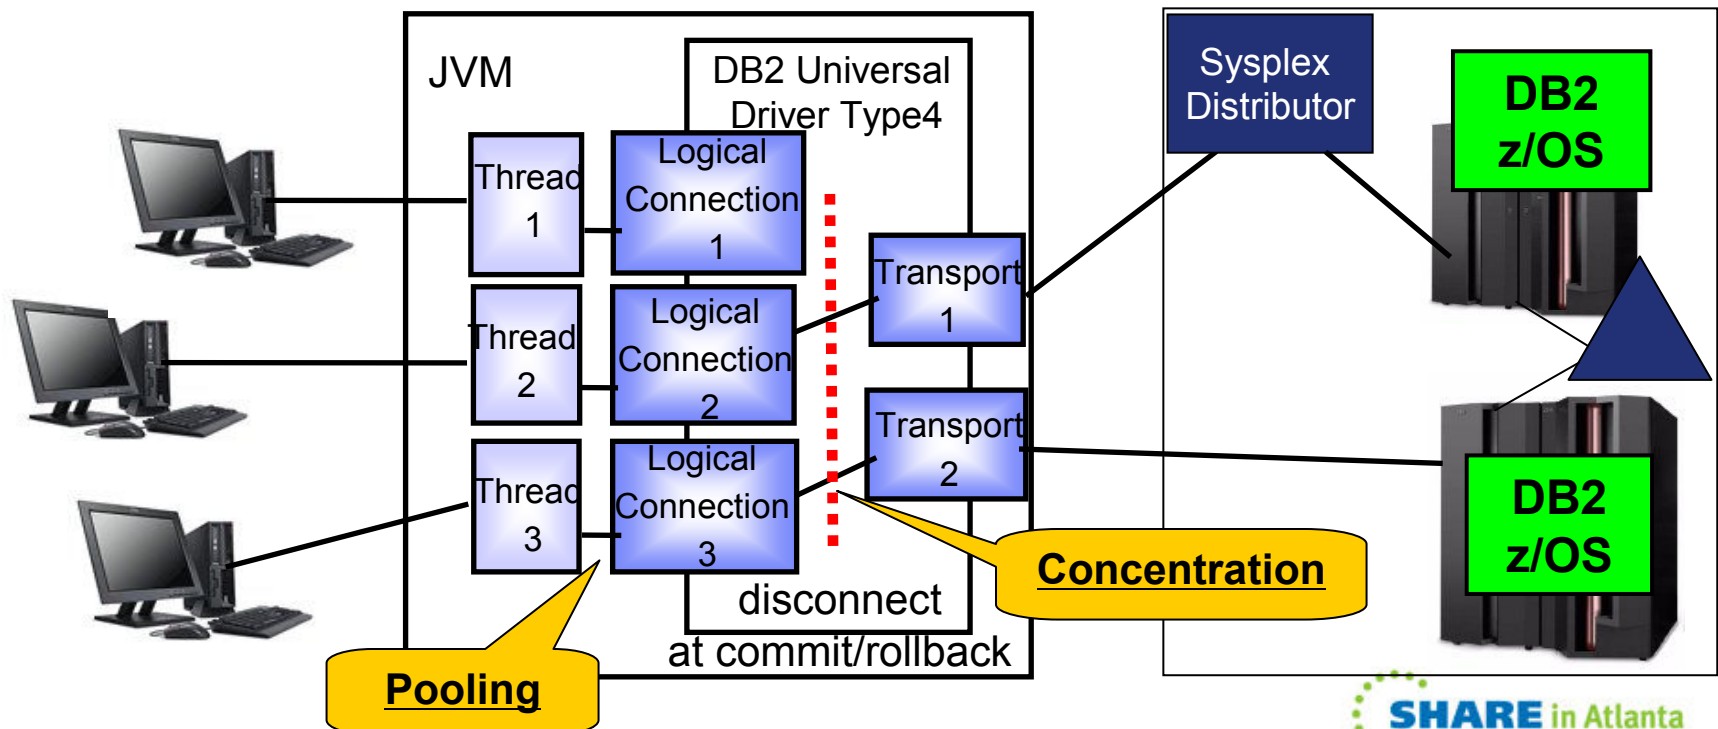 JVM
DB2 Universal
Driver Type4
Sysplex
Distributor
DB2
z/OS
Thread
1
Logical
Connection
1
Transport
1
Thread
2
Logical
Connection
2
Transport
2
Thread
3
Logical
Connection
3
DB2
z/OS
Concentration
disconnect
at commit/rollback
Pooling
SHARE in Atlanta